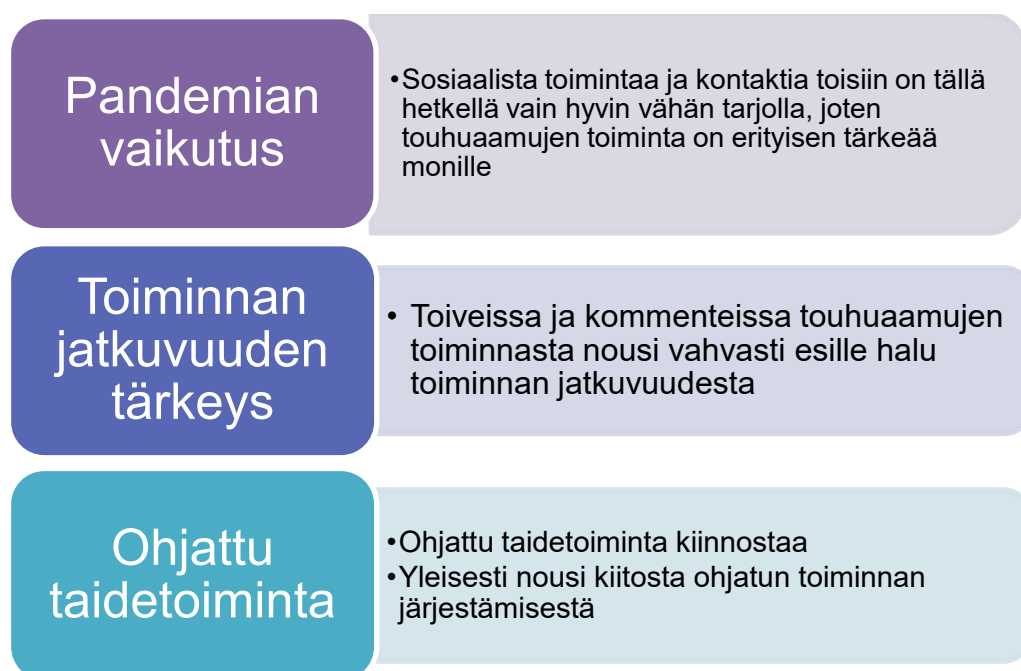 Pandemian
vaikutus
•Sosiaalista toimintaa ja kontaktia toisiin on tällä
hetkellä vain hyvin vähän tarjolla, joten
touhuaamujen toiminta on erityisen tärkeää
monille
Toiminnan
jatkuvuuden
tärkeys
• Toiveissa ja kommenteissa touhuaamujen
toiminnasta nousi vahvasti esille halu
toiminnan jatkuvuudesta
Ohjattu
taidetoiminta
•Ohjattu taidetoiminta kiinnostaa
•Yleisesti nousi kiitosta ohjatun toiminnan
järjestämisestä